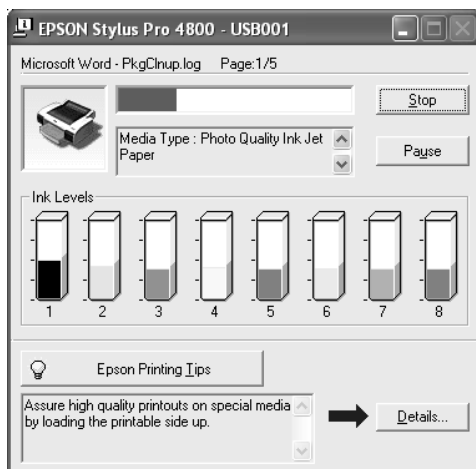 EPSON Stylus Pro 4800 - USB001
Microsoft Word - PkgClnup.log Page:1/5
Stop
Media Type : Photo Quality Ink Jet
Paper
Pause
Ink Levels
1 2 3 4 5 6 7 8
Epson Printing Tips
Assure high quality printouts on special media
by loading the printable side up.
Details...